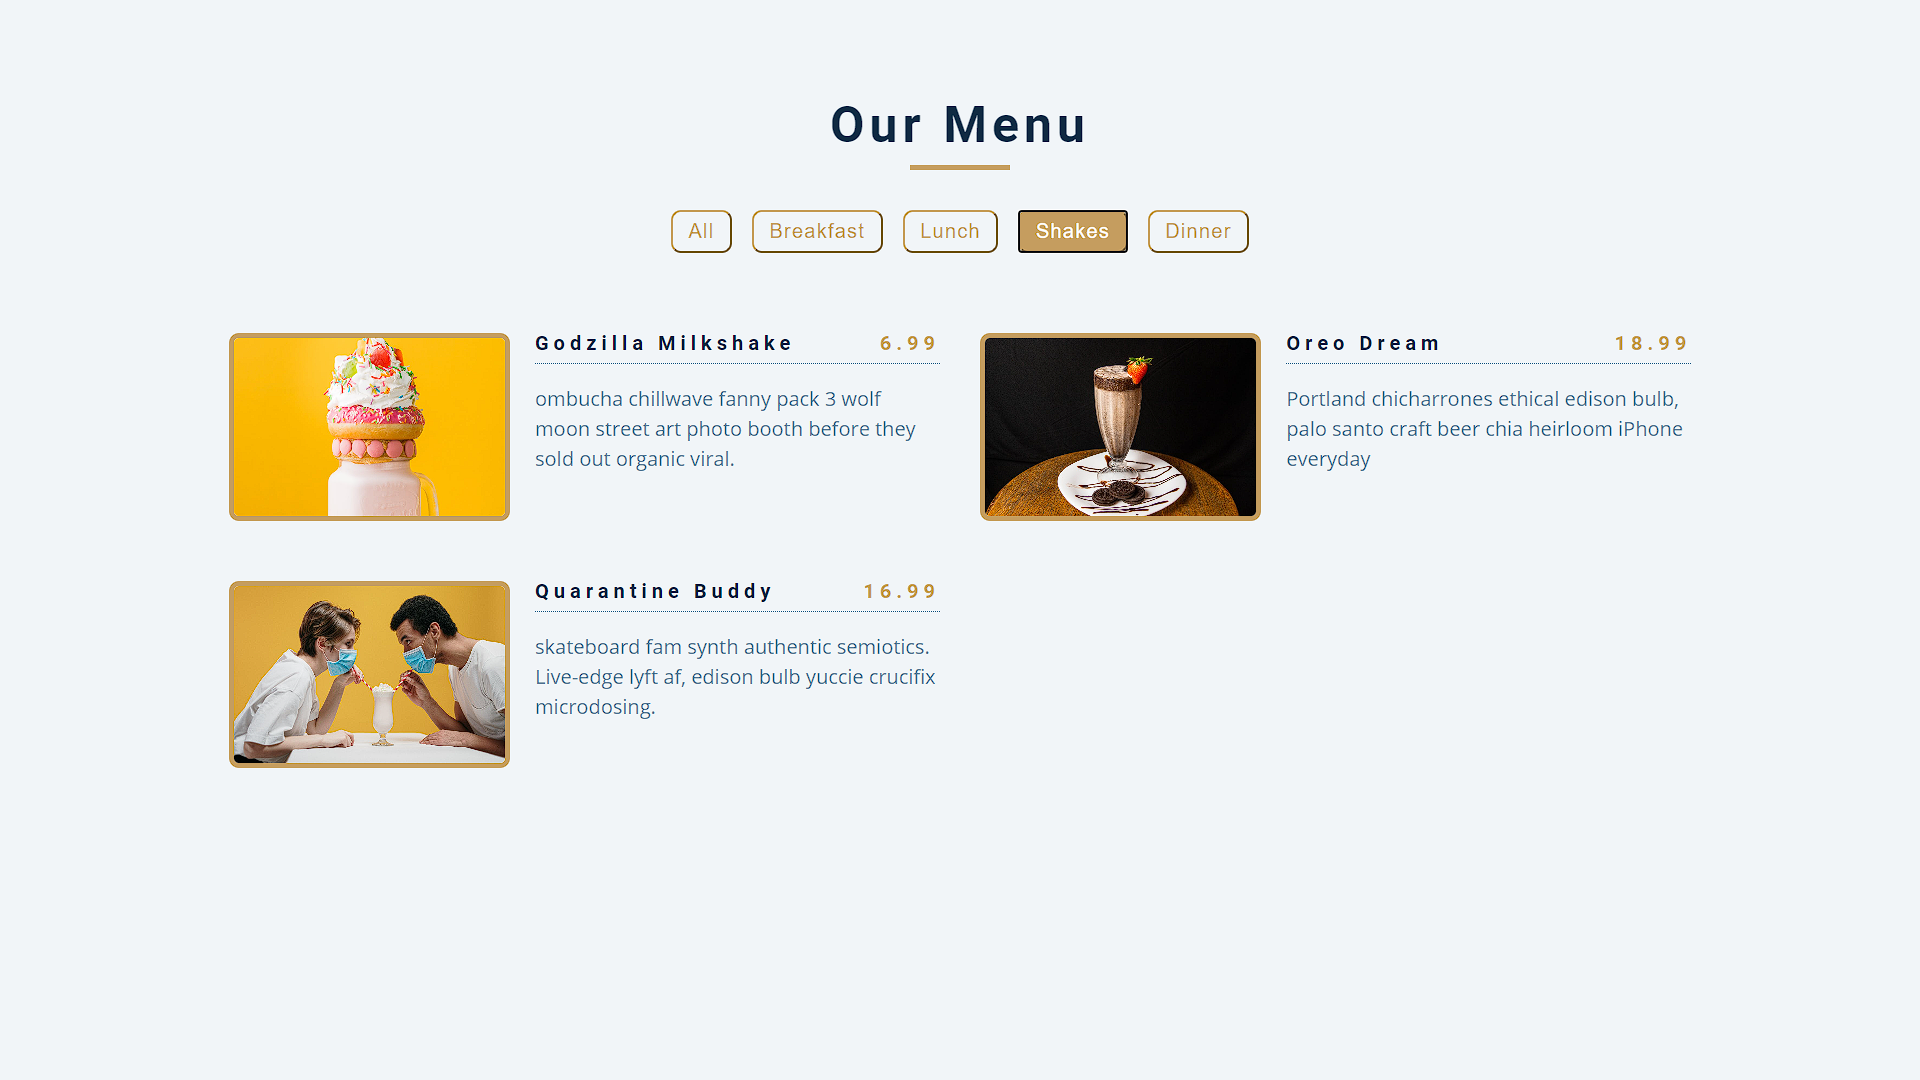 Our Menu
All
Breakfast
Lunch
Shakes
Dinner
Godzilla Milkshake 6.99
ombucha chillwave fanny pack 3 wolf
moon street art photo booth before they
sold out organic viral.
Oreo Dream 18.99
Portland chicharrones ethical edison bulb,
palo santo craft beer chia heirloom iPhone
everyday
Quarantine Buddy 16.99
skateboard fam synth authentic semiotics.
Live-edge lyft af, edison bulb yuccie crucifix
microdosing.